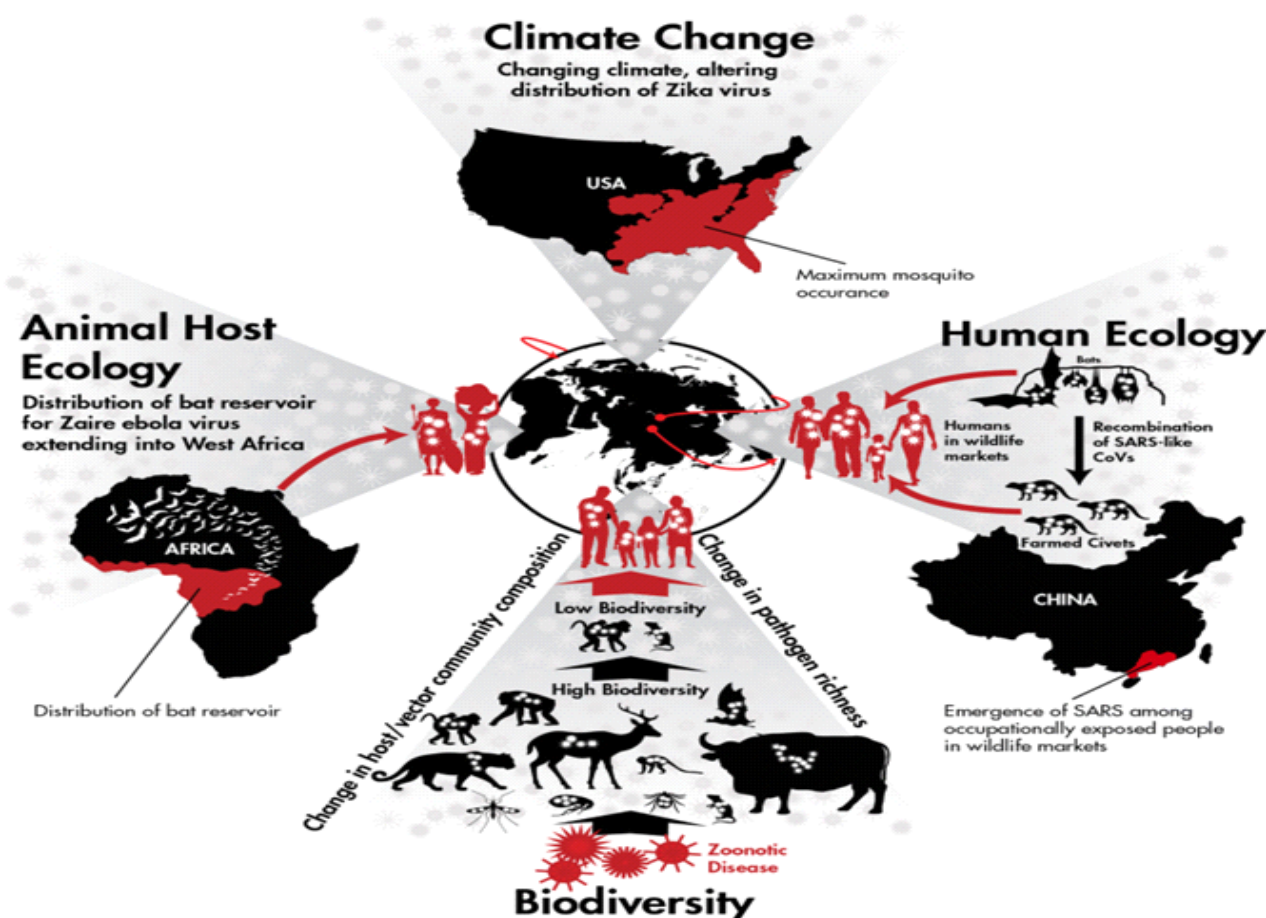 Climate Change
Changing climate, altering
distribution of Zika virus
USA
Maximum mosquito
occurance
Animal Host
Ecology
Distribution of bat reservoir
for Zaire ebola virus
extending into West Africa
AFRICA
Distribution of bat reservoir
Human Ecology
Bats
Humans
in wildlife
markets
Recombination
of SARS-like
CoVs
Farmed Civets
CHINA
Emergence of SARS among
occupationally exposed people
in wildlife markets
Change in host/vector community composition
Change in pathogen richness
Low Biodiversity
High Biodiversity
Zoonotic
Disease
Biodiversity